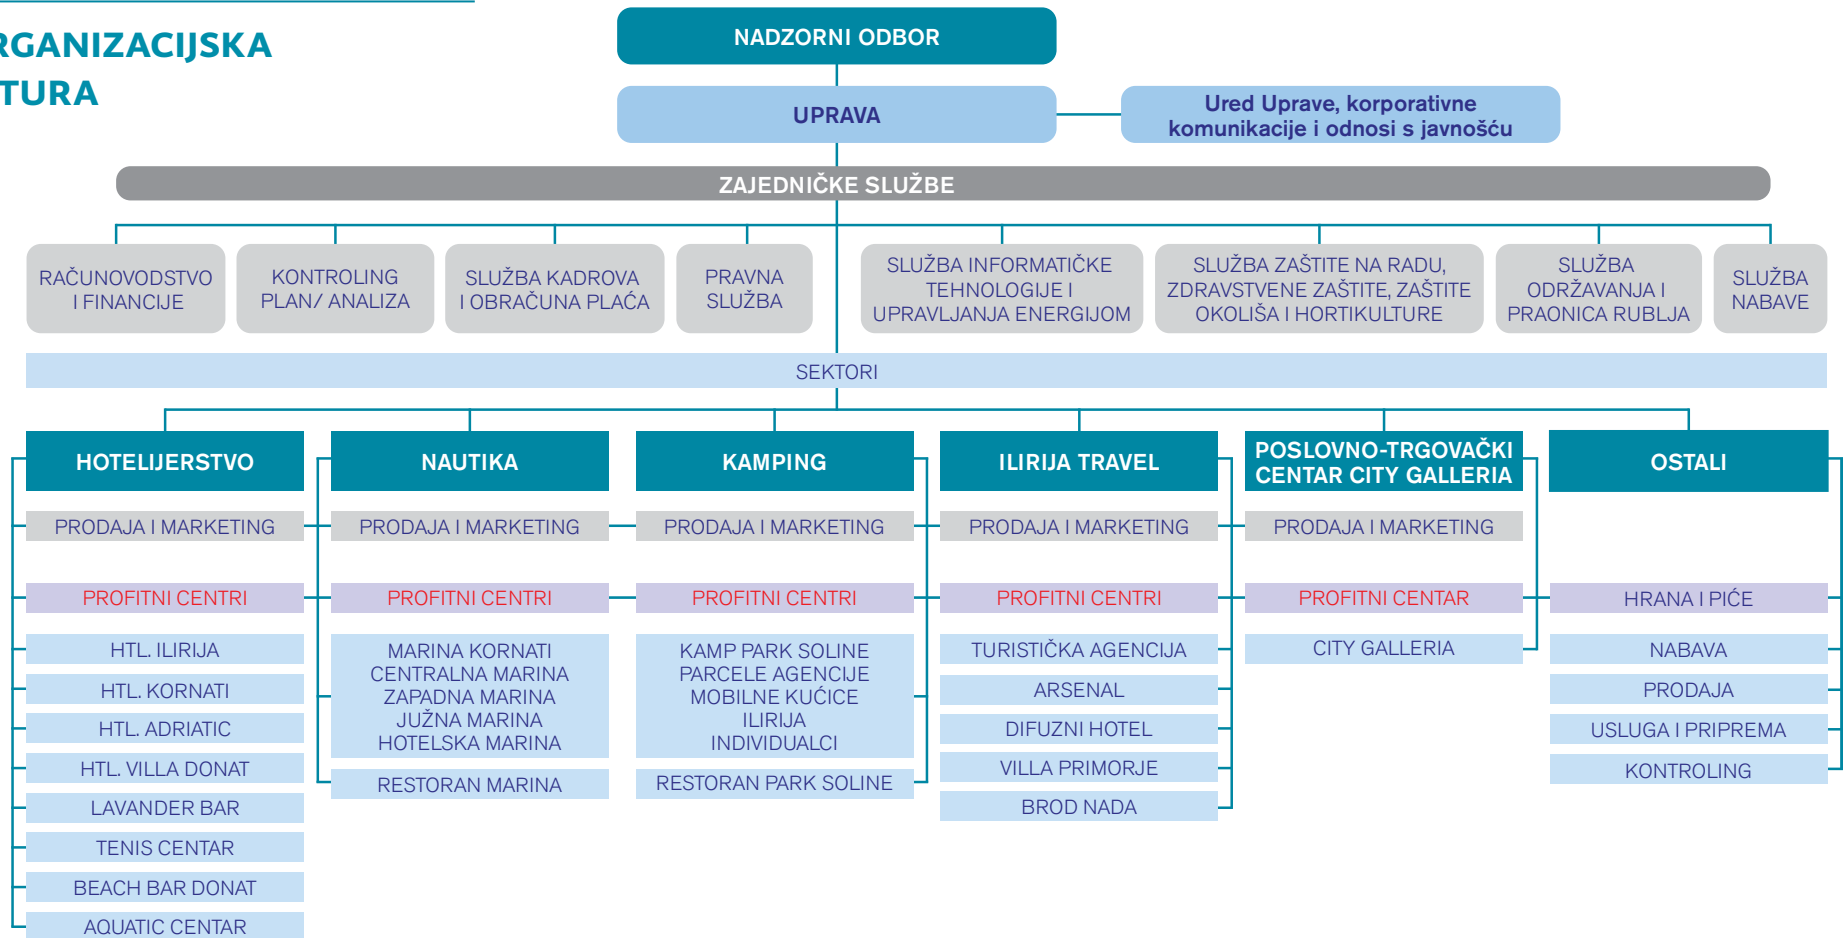 RGANIZACIJSKA
TURA
NADZORNI ODBOR
UPRAVA
Ured Uprave, korporativne
komunikacije i odnosi s javnošću
ZAJEDNIČKE SLUŽBE
RAČUNOVODSTVO
I FINANCIJE
KONTROLING
PLAN/ ANALIZA
SLUŽBA KADROVA
I OBRAČUNA PLAĆA
PRAVNA
SLUŽBA
SLUŽBA INFORMATIČKE
TEHNOLOGIJE I
UPRAVLJANJA ENERGIJOM
SLUŽBA ZAŠTITE NA RADU,
ZDRAVSTVENE ZAŠTITE, ZAŠTITE
OKOLIŠA I HORTIKULTURE
SLUŽBA
ODRŽAVANJA I
PRAONICA RUBLJA
SLUŽBA
NABAVE
SEKTORI
HOTELIJERSTVO
PRODAJA I MARKETING
PROFITNI CENTRI
HTL. ILIRIJA
HTL. KORNATI
HTL. ADRIATIC
HTL. VILLA DONAT
LAVANDER BAR
TENIS CENTAR
BEACH BAR DONAT
AQUATIC CENTAR
NAUTIKA
PRODAJA I MARKETING
PROFITNI CENTRI
MARINA KORNATI
CENTRALNA MARINA
ZAPADNA MARINA
JUŽNA MARINA
HOTELSKA MARINA
RESTORAN MARINA
KAMPING
PRODAJA I MARKETING
PROFITNI CENTRI
KAMP PARK SOLINE
PARCELE AGENCIJE
MOBILNE KUĆICE
ILIRIJA
INDIVIDUALCI
RESTORAN PARK SOLINE
ILIRIJA TRAVEL
PRODAJA I MARKETING
PROFITNI CENTRI
TURISTIČKA AGENCIJA
ARSENAL
DIFUZNI HOTEL
VILLA PRIMORJE
BROD NADA
POSLOVNO-TRGOVAČKI
CENTAR CITY GALLERIA
PRODAJA I MARKETING
PROFITNI CENTAR
CITY GALLERIA
OSTALI
HRANA I PIĆE
NABAVA
PRODAJA
USLUGA I PRIPREMA
KONTROLING